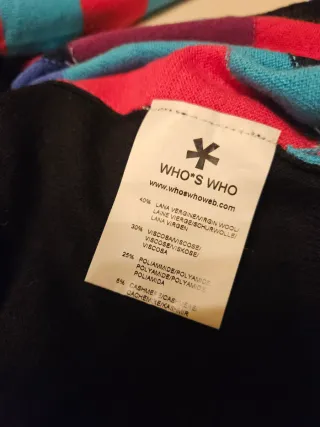 WHO*S WHO
www.whoswhoweb.com
40% LANA VERGINE/VIRGIN WOOL/
LAINE VIERGE/SCHURWOLLE/
LANA VIRGEN
30% VISCOSA/VISCOSE/
VISCOSE/VISKOSE/
VISCOSA
25% POLIAMMIDE/POLYAMIDE
POLYAMIDE/POLYAMID/
POLIAMIDA
5%